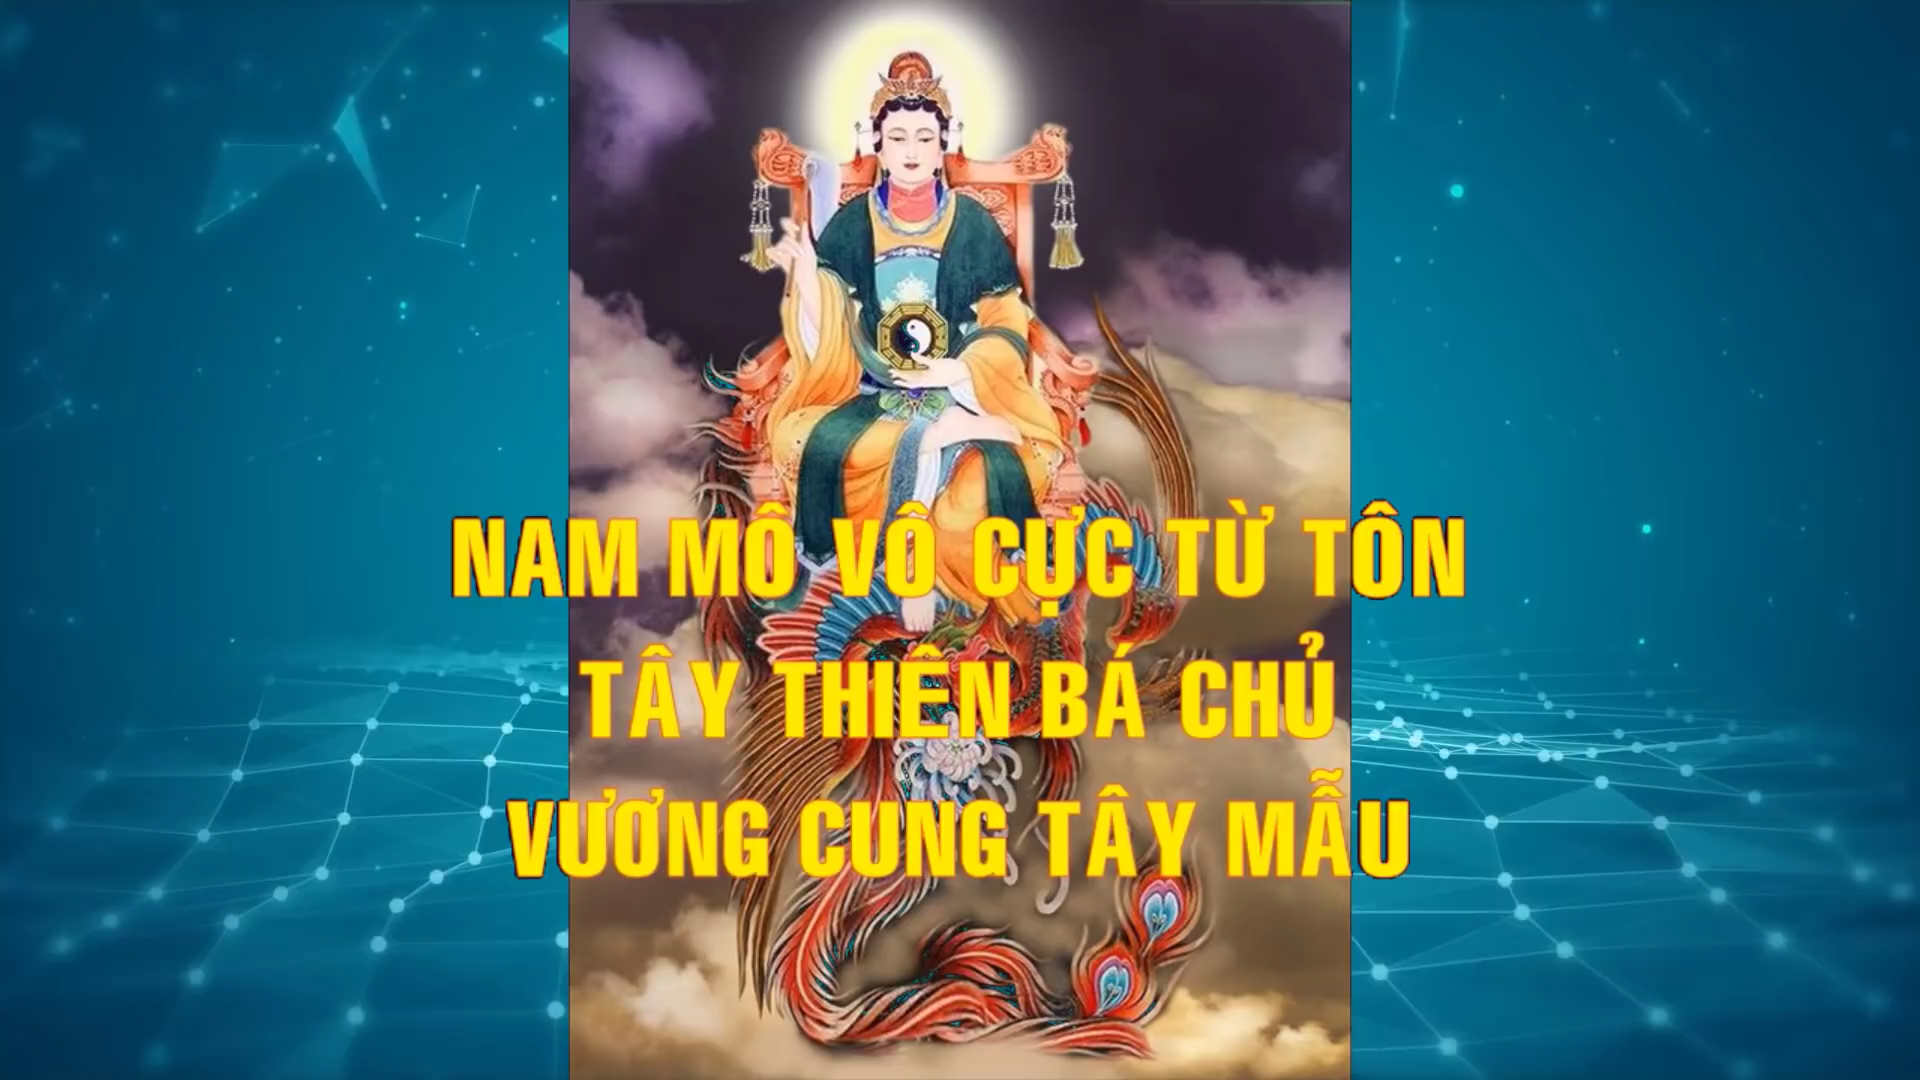 NAM MÔ VÔ CỰC TỪ TÔN
TÂY THIÊN BÁ CHỦ
VƯƠNG CUNG TÂY MẪU